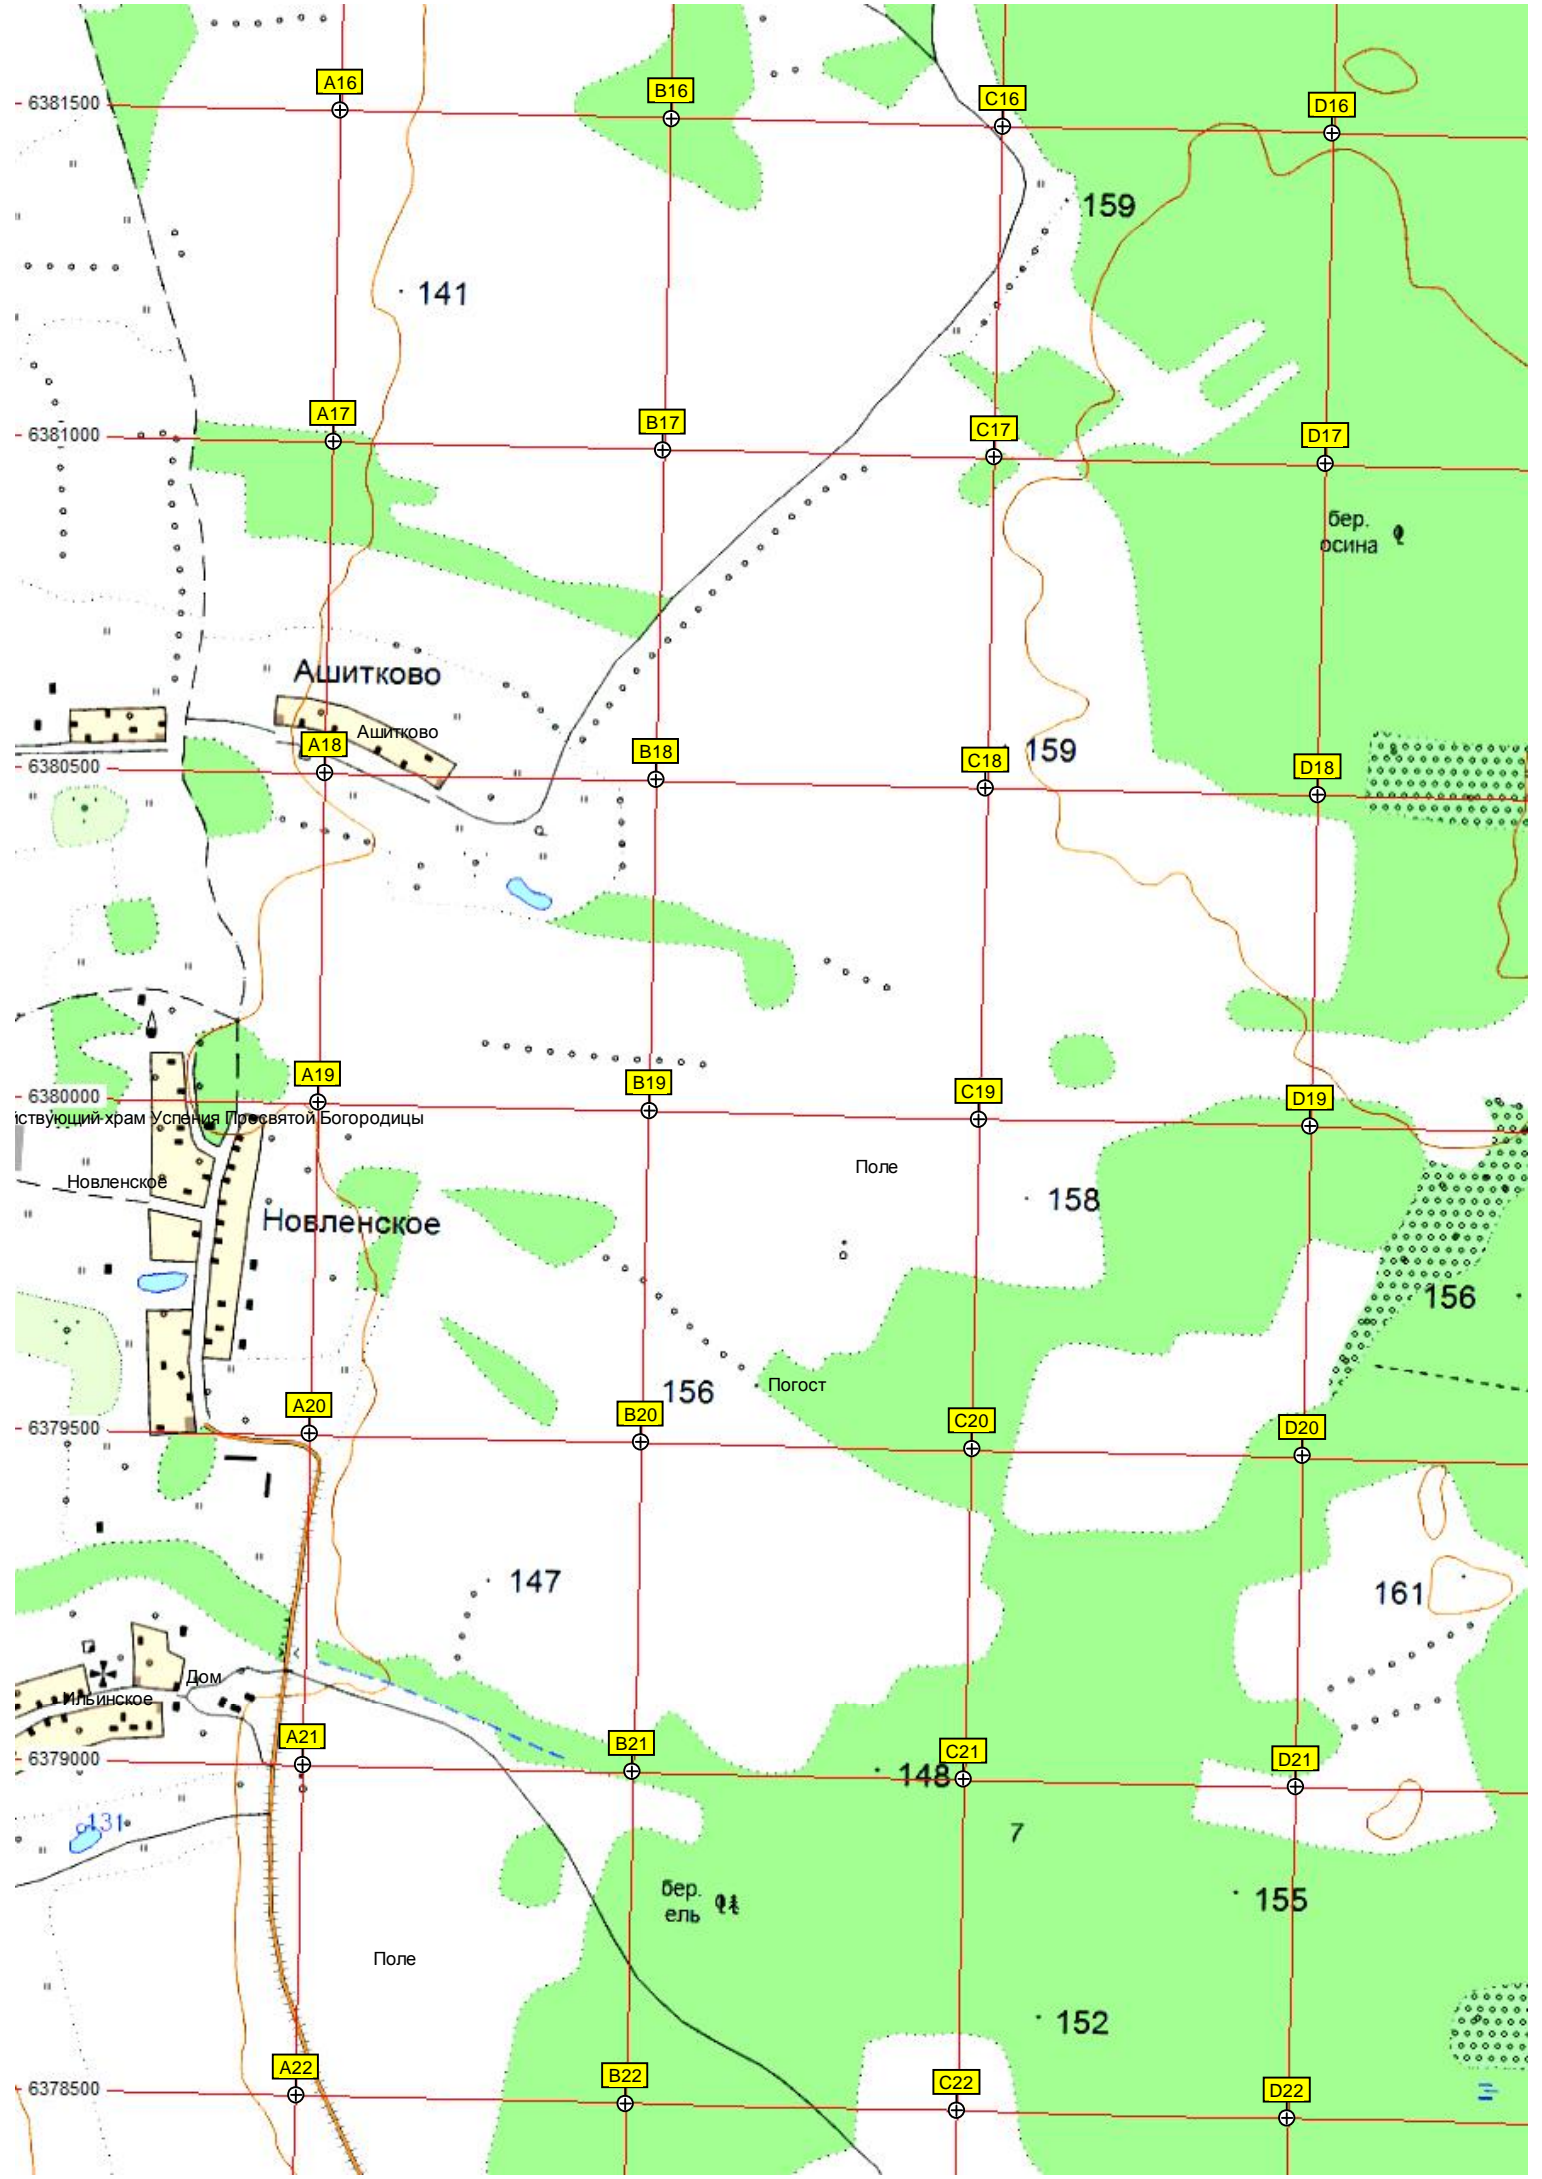 A16
B16
C16
D16
6381500
159
141
A17
B17
C17
D17
6381000
бер.
осина
Ашитково
Ашитково
A18
B18
C18
159
D18
6380500
A19
B19
C19
D19
6380000
йствующий храм Успения Пресвятой Богородицы
Поле
Новленское
158
Новленское
156
156
Погост
A20
B20
C20
D20
6379500
147
161
Дом
Ильинское
A21
B21
C21
D21
6379000
148
131
7
бер.
ель
155
Поле
152
A22
B22
C22
D22
6378500